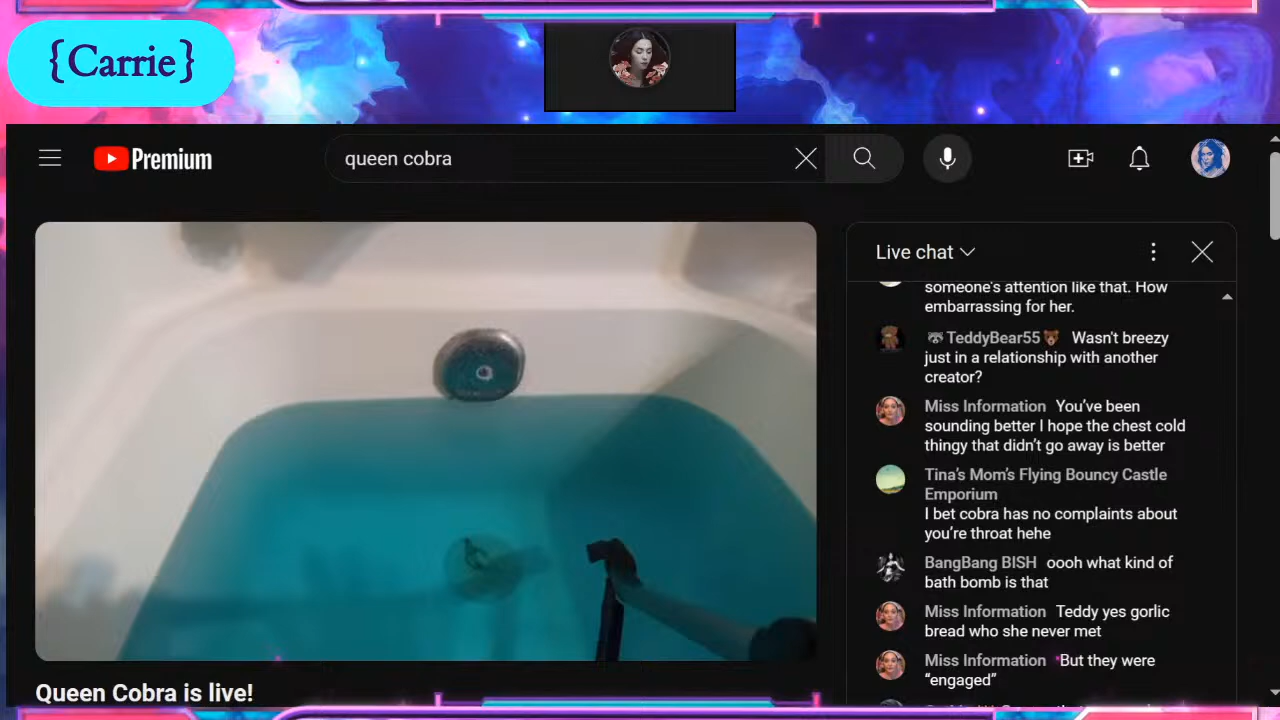 {Carrie}
Premium
queen cobra
Live chat
someone's attention like that. How
embarrassing for her.
TeddyBear55 Wasn't breezy
just in a relationship with another
creator?
Miss Information You've been
sounding better I hope the chest cold
thingy that didn't go away is better
Tina's Mom's Flying Bouncy Castle
Emporium
I bet cobra has no complaints about
you're throat hehe
BangBang BISH oooh what kind of
bath bomb is that
Miss Information Teddy yes gorlic
bread who she never met
Miss Information But they were
“engaged”
Queen Cobra is live!